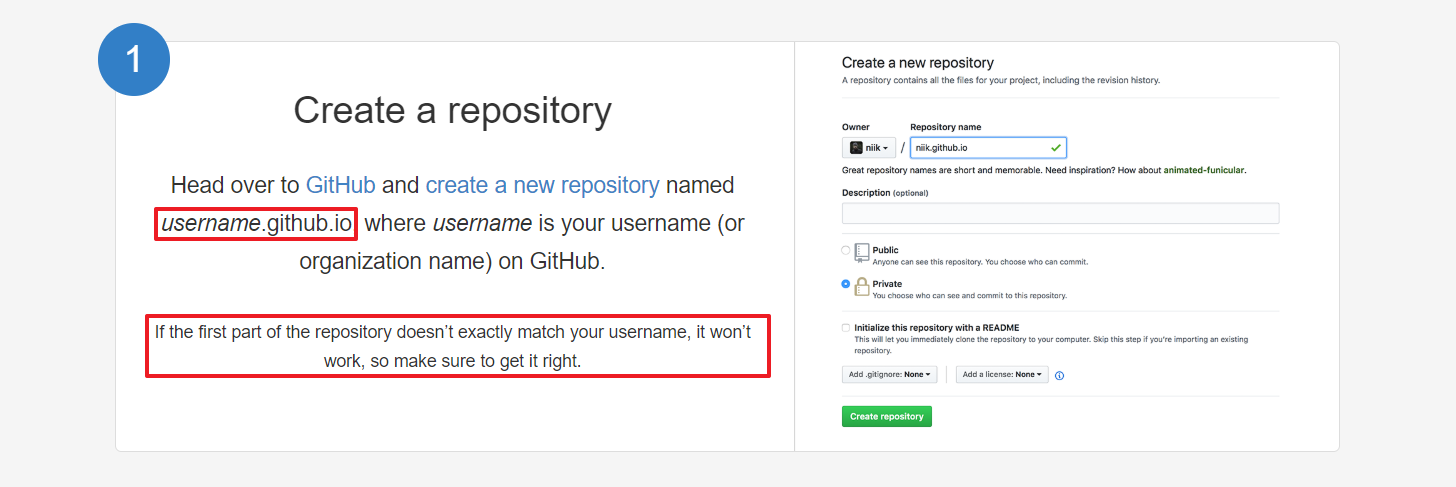 1
Create a repository
Head over to GitHub and create a new repository named
username.github.io where username is your username (or
organization name) on GitHub.
If the first part of the repository doesn’t exactly match your username, it won’t
work, so make sure to get it right.
Create a new repository
A repository contains all the files for your project, including the revision history.
Owner
Repository name
niik / niik.github.io
Great repository names are short and memorable. Need inspiration? How about animated-funicular.
Description (optional)
Public
Anyone can see this repository. You choose who can commit.
Private
You choose who can see and commit to this repository.
Initialize this repository with a README
This will let you immediately clone the repository to your computer. Skip this step if you're importing an existing
repository.
Add .gitignore: None
Add a license: None
Create repository